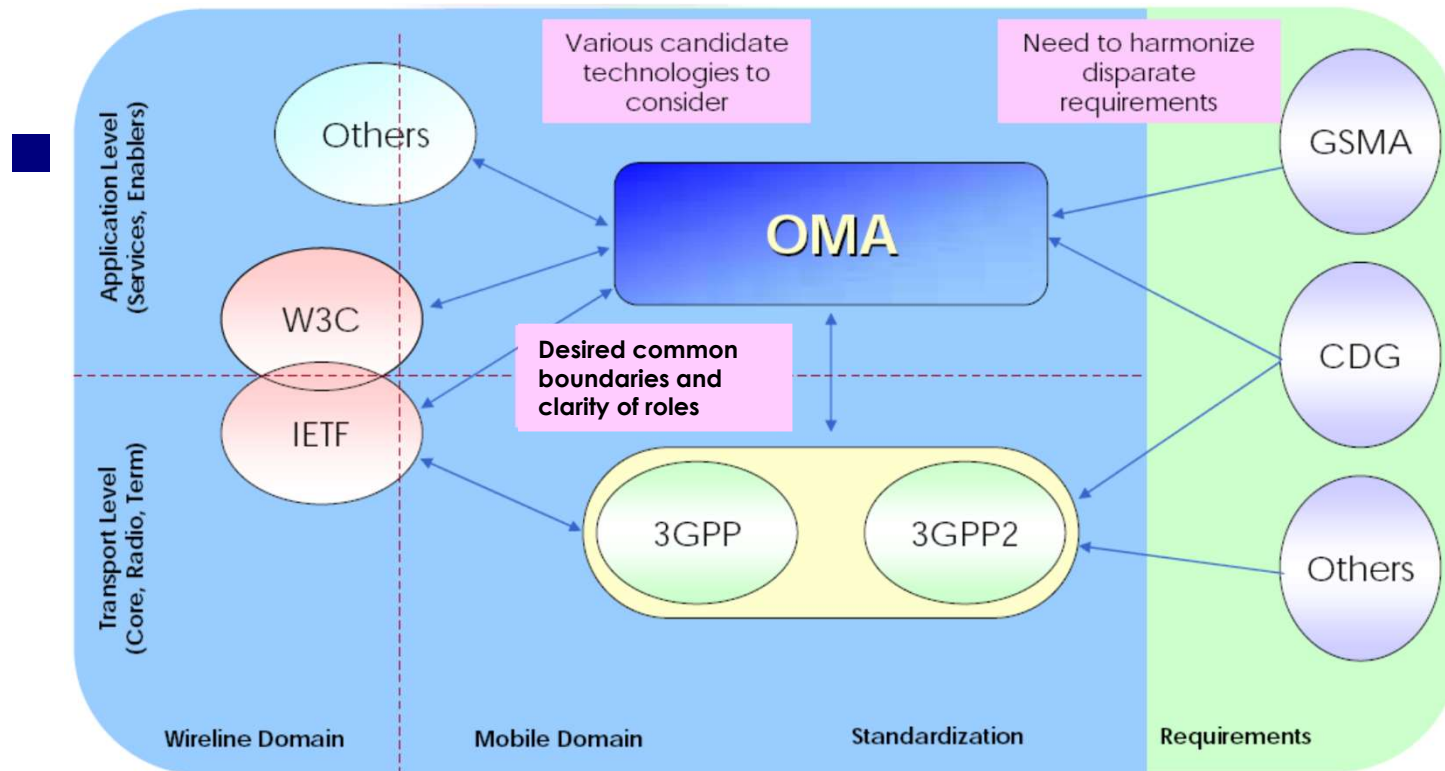 Various candidate
technologies to
consider
Need to harmonize
disparate
requirements
Application Level
(Services, Enablers)
Others
GSMA
OMA
W3C
Desired common
boundaries and
clarity of roles
CDG
IETF
Transport Level
(Core, Radio, Term)
3GPP
3GPP2
Others
Wireline Domain
Mobile Domain
Standardization
Requirements